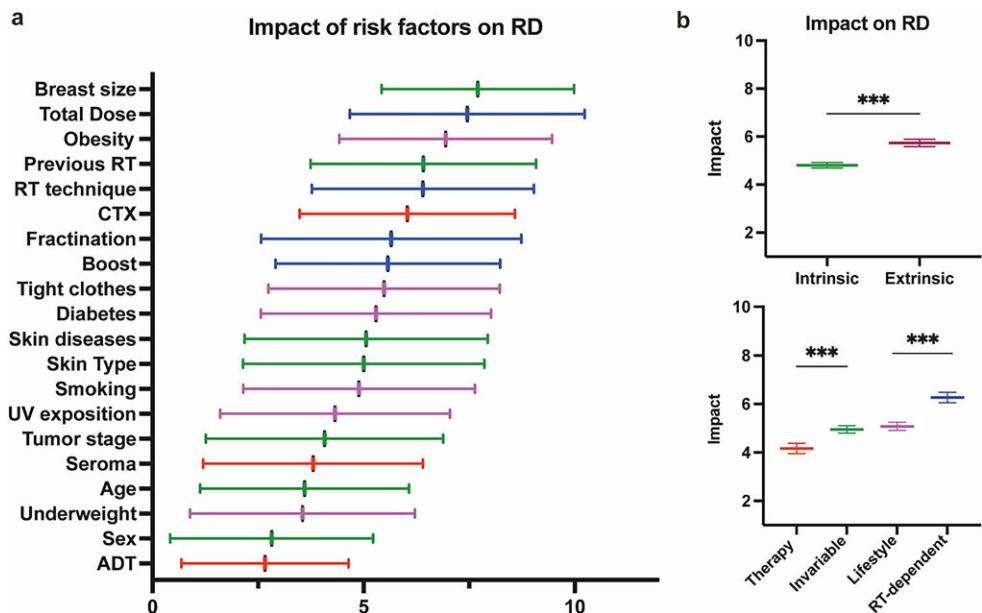 a
Impact of risk factors on RD
Breast size
Total Dose
Obesity
Previous RT
RT technique
CTX
Fractination
Boost
Tight clothes
Diabetes
Skin diseases
Skin Type
Smoking
UV exposition
Tumor stage
Seroma
Age
Underweight
Sex
ADT
0 5 10
b
Impact on RD
Impact
10
8
6
4
2
***
Intrinsic Extrinsic
Impact
10
8
6
4
2
*** ***
Therapy Invariable Lifestyle RT-dependent